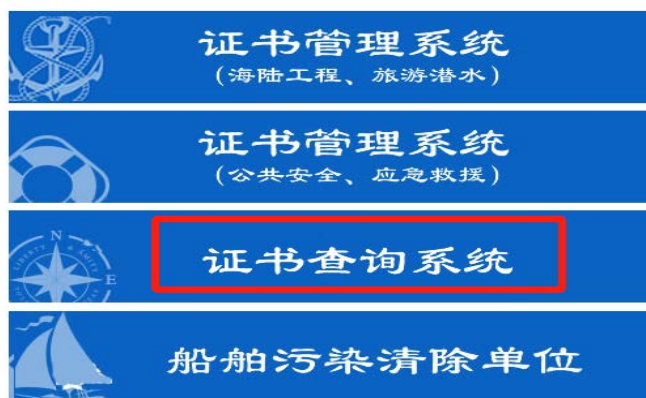 证书管理系统
(海陆工程、旅游潜水)
证书管理系统
(公共安全、应急救援)
N
E
证书查询系统
船舶污染清除单位